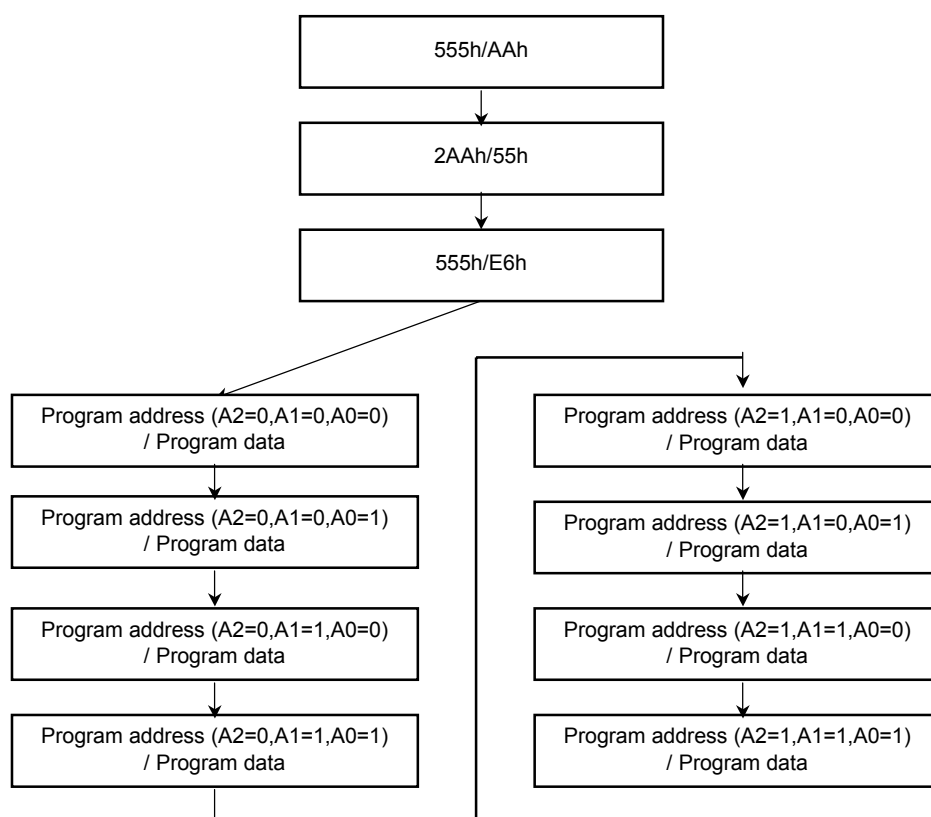 555h/AAh
2AAh/55h
555h/E6h
Program address (A2=0,A1=0,A0=0)
/ Program data
Program address (A2=0,A1=0,A0=1)
/ Program data
Program address (A2=0,A1=1,A0=0)
/ Program data
Program address (A2=0,A1=1,A0=1)
/ Program data
Program address (A2=1,A1=0,A0=0)
/ Program data
Program address (A2=1,A1=0,A0=1)
/ Program data
Program address (A2=1,A1=1,A0=0)
/ Program data
Program address (A2=1,A1=1,A0=1)
/ Program data